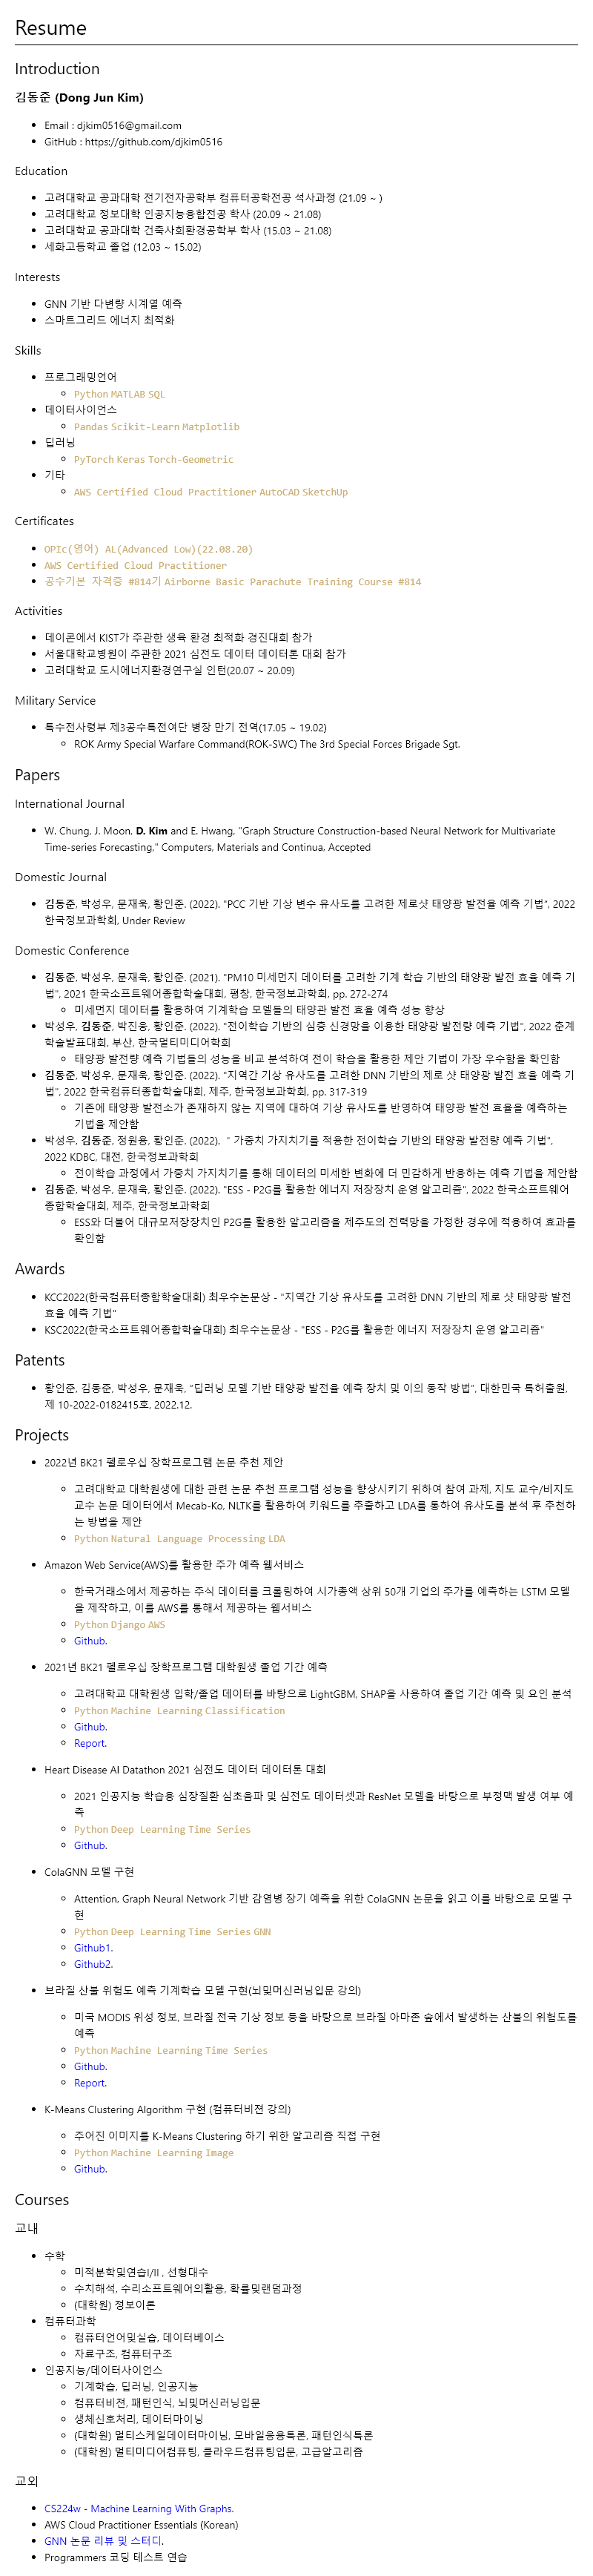 Resume
Introduction
김동준 (Dong Jun Kim)
• Email : djkim0516@gmail.com
• GitHub : https://github.com/djkim0516
Education
• 고려대학교 공과대학 전기전자공학부 컴퓨터공학전공 석사과정 (21.09 ~ )
• 고려대학교 정보대학 인공지능융합전공 학사 (20.09 ~ 21.08)
• 고려대학교 공과대학 건축사회환경공학부 학사 (15.03 ~ 21.08)
• 세화고등학교 졸업 (12.03 ~ 15.02)
Interests
• GNN 기반 다변량 시계열 예측
• 스마트그리드 에너지 최적화
Skills
• 프로그래밍언어
◦ Python MATLAB SQL
• 데이터사이언스
◦ Pandas Scikit-Learn Matplotlib
• 딥러닝
◦ PyTorch Keras Torch-Geometric
• 기타
◦ AWS Certified Cloud Practitioner AutoCAD SketchUp
Certificates
• OPIc(영어) AL(Advanced Low)(22.08.20)
• AWS Certified Cloud Practitioner
• 공수기본 자격증 #814기 Airborne Basic Parachute Training Course #814
Activities
• 데이콘에서 KIST가 주관한 생육 환경 최적화 경진대회 참가
• 서울대학교병원이 주관한 2021 심전도 데이터 데이터톤 대회 참가
• 고려대학교 도시에너지환경연구실 인턴(20.07 ~ 20.09)
Military Service
• 특수전사령부 제3공수특전여단 병장 만기 전역(17.05 ~ 19.02)
◦ ROK Army Special Warfare Command(ROK-SWC) The 3rd Special Forces Brigade Sgt.
Papers
International Journal
• W. Chung, J. Moon, D. Kim and E. Hwang, "Graph Structure Construction-based Neural Network for Multivariate
Time-series Forecasting," Computers, Materials and Continua, Accepted
Domestic Journal
• 김동준, 박성우, 문재욱, 황인준. (2022). "PCC 기반 기상 변수 유사도를 고려한 제로샷 태양광 발전율 예측 기법", 2022
한국정보과학회, Under Review
Domestic Conference
• 김동준, 박성우, 문재욱, 황인준. (2021). "PM10 미세먼지 데이터를 고려한 기계 학습 기반의 태양광 발전 효율 예측 기
법", 2021 한국소프트웨어종합학술대회, 평창, 한국정보과학회, pp. 272-274
◦ 미세먼지 데이터를 활용하여 기계학습 모델들의 태양관 발전 효율 예측 성능 향상
• 박성우, 김동준, 박진웅, 황인준. (2022). "전이학습 기반의 심층 신경망을 이용한 태양광 발전량 예측 기법", 2022 춘계
학술발표대회, 부산, 한국멀티미디어학회
◦ 태양광 발전량 예측 기법들의 성능을 비교 분석하여 전이 학습을 활용한 제안 기법이 가장 우수함을 확인함
• 김동준, 박성우, 문재욱, 황인준. (2022). "지역간 기상 유사도를 고려한 DNN 기반의 제로 샷 태양광 발전 효율 예측 기
법", 2022 한국컴퓨터종합학술대회, 제주, 한국정보과학회, pp. 317-319
◦ 기존에 태양광 발전소가 존재하지 않는 지역에 대하여 기상 유사도를 반영하여 태양광 발전 효율을 예측하는
기법을 제안함
• 박성우, 김동준, 정원용, 황인준. (2022). " 가중치 가지치기를 적용한 전이학습 기반의 태양광 발전량 예측 기법",
2022 KDBC, 대전, 한국정보과학회
◦ 전이학습 과정에서 가중치 가지치기를 통해 데이터의 미세한 변화에 더 민감하게 반응하는 예측 기법을 제안함
• 김동준, 박성우, 문재욱, 황인준. (2022). "ESS - P2G를 활용한 에너지 저장장치 운영 알고리즘", 2022 한국소프트웨어
종합학술대회, 제주, 한국정보과학회
◦ ESS와 더불어 대규모저장장치인 P2G를 활용한 알고리즘을 제주도의 전력망을 가정한 경우에 적용하여 효과를
확인함
Awards
• KCC2022(한국컴퓨터종합학술대회) 최우수논문상 - "지역간 기상 유사도를 고려한 DNN 기반의 제로 샷 태양광 발전
효율 예측 기법"
• KSC2022(한국소프트웨어종합학술대회) 최우수논문상 - "ESS - P2G를 활용한 에너지 저장장치 운영 알고리즘"
Patents
• 황인준, 김동준, 박성우, 문재욱, "딥러닝 모델 기반 태양광 발전율 예측 장치 및 이의 동작 방법", 대한민국 특허출원,
제 10-2022-0182415호, 2022.12.
Projects
• 2022년 BK21 펠로우십 장학프로그램 논문 추천 제안
◦ 고려대학교 대학원생에 대한 관련 논문 추천 프로그램 성능을 향상시키기 위하여 참여 과제, 지도 교수/비지도
교수 논문 데이터에서 Mecab-Ko, NLTK를 활용하여 키워드를 추출하고 LDA를 통하여 유사도를 분석 후 추천하
는 방법을 제안
◦ Python Natural Language Processing LDA
• Amazon Web Service(AWS)를 활용한 주가 예측 웹서비스
◦ 한국거래소에서 제공하는 주식 데이터를 크롤링하여 시가종액 상위 50개 기업의 주가를 예측하는 LSTM 모델
을 제작하고, 이를 AWS를 통해서 제공하는 웹서비스
◦ Python Django AWS
◦ Github.
• 2021년 BK21 펠로우십 장학프로그램 대학원생 졸업 기간 예측
◦ 고려대학교 대학원생 입학/졸업 데이터를 바탕으로 LightGBM, SHAP을 사용하여 졸업 기간 예측 및 요인 분석
◦ Python Machine Learning Classification
◦ Github.
◦ Report.
• Heart Disease AI Datathon 2021 심전도 데이터 데이터톤 대회
◦ 2021 인공지능 학습용 심장질환 심초음파 및 심전도 데이터셋과 ResNet 모델을 바탕으로 부정맥 발생 여부 예
측
◦ Python Deep Learning Time Series
◦ Github.
• ColaGNN 모델 구현
◦ Attention, Graph Neural Network 기반 감염병 장기 예측을 위한 ColaGNN 논문을 읽고 이를 바탕으로 모델 구
현
◦ Python Deep Learning Time Series GNN
◦ Github1.
◦ Github2.
• 브라질 산불 위험도 예측 기계학습 모델 구현(뇌및머신러닝입문 강의)
◦ 미국 MODIS 위성 정보, 브라질 전국 기상 정보 등을 바탕으로 브라질 아마존 숲에서 발생하는 산불의 위험도를
예측
◦ Python Machine Learning Time Series
◦ Github.
◦ Report.
• K-Means Clustering Algorithm 구현 (컴퓨터비젼 강의)
◦ 주어진 이미지를 K-Means Clustering 하기 위한 알고리즘 직접 구현
◦ Python Machine Learning Image
◦ Github.
Courses
교내
• 수학
◦ 미적분학및연습I/II , 선형대수
◦ 수치해석, 수리소프트웨어의활용, 확률및랜덤과정
◦ (대학원) 정보이론
• 컴퓨터과학
◦ 컴퓨터언어및실습, 데이터베이스
◦ 자료구조, 컴퓨터구조
• 인공지능/데이터사이언스
◦ 기계학습, 딥러닝, 인공지능
◦ 컴퓨터비젼, 패턴인식, 뇌및머신러닝입문
◦ 생체신호처리, 데이터마이닝
◦ (대학원) 멀티스케일데이터마이닝, 모바일응용특론, 패턴인식특론
◦ (대학원) 멀티미디어컴퓨팅, 클라우드컴퓨팅입문, 고급알고리즘
교외
• CS224w - Machine Learning With Graphs.
• AWS Cloud Practitioner Essentials (Korean)
• GNN 논문 리뷰 및 스터디.
• Programmers 코딩 테스트 연습